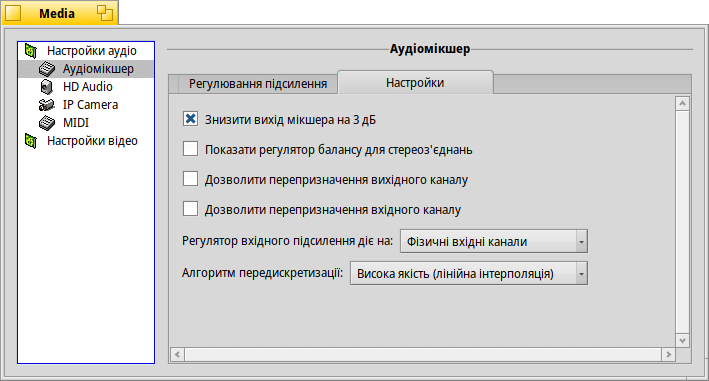 Media
Настройки аудіо
Аудіомікшер
HD Audio
IP Camera
MIDI
Настройки відео
Аудіомікшер
Регулювання підсилення
Настройки
Знизити вихід мікшера на 3 дБ
Показати регулятор балансу для стереоз'єднань
Дозволити перепризначення вихідного каналу
Дозволити перепризначення вхідного каналу
Регулятор вхідного підсилення діє на: Фізичні вхідні канали
Алгоритм передискретизації: Висока якість (лінійна інтерполяція)